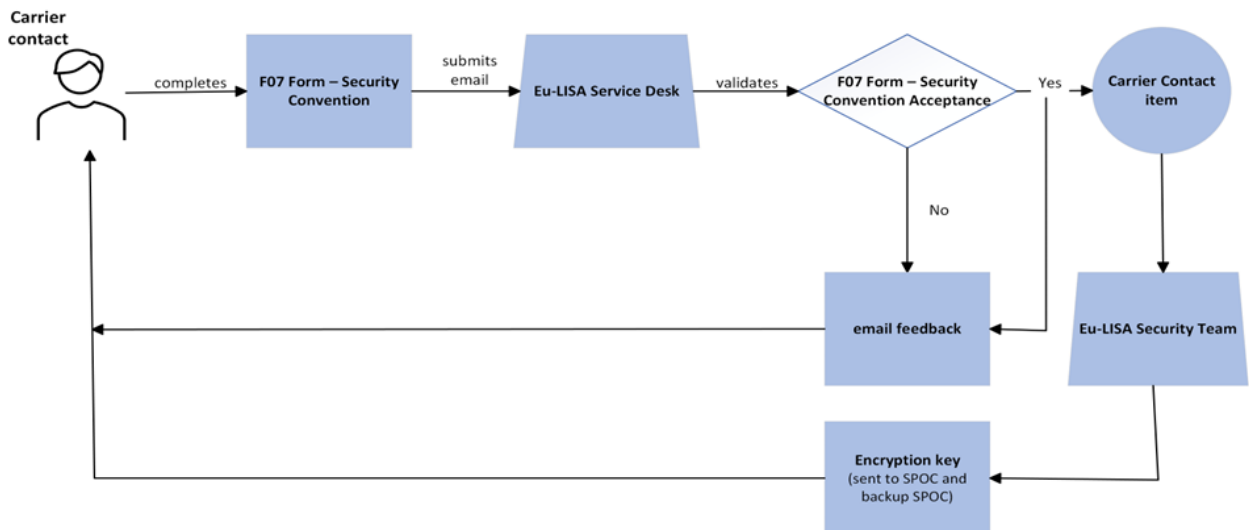 Carrier
contact
completes
F07 Form – Security
Convention
submits
email
Eu-LISA Service Desk
validates
F07 Form – Security
Convention Acceptance
Yes
Carrier Contact
item
No
email feedback
Eu-LISA Security Team
Encryption key
(sent to SPOC and
backup SPOC)